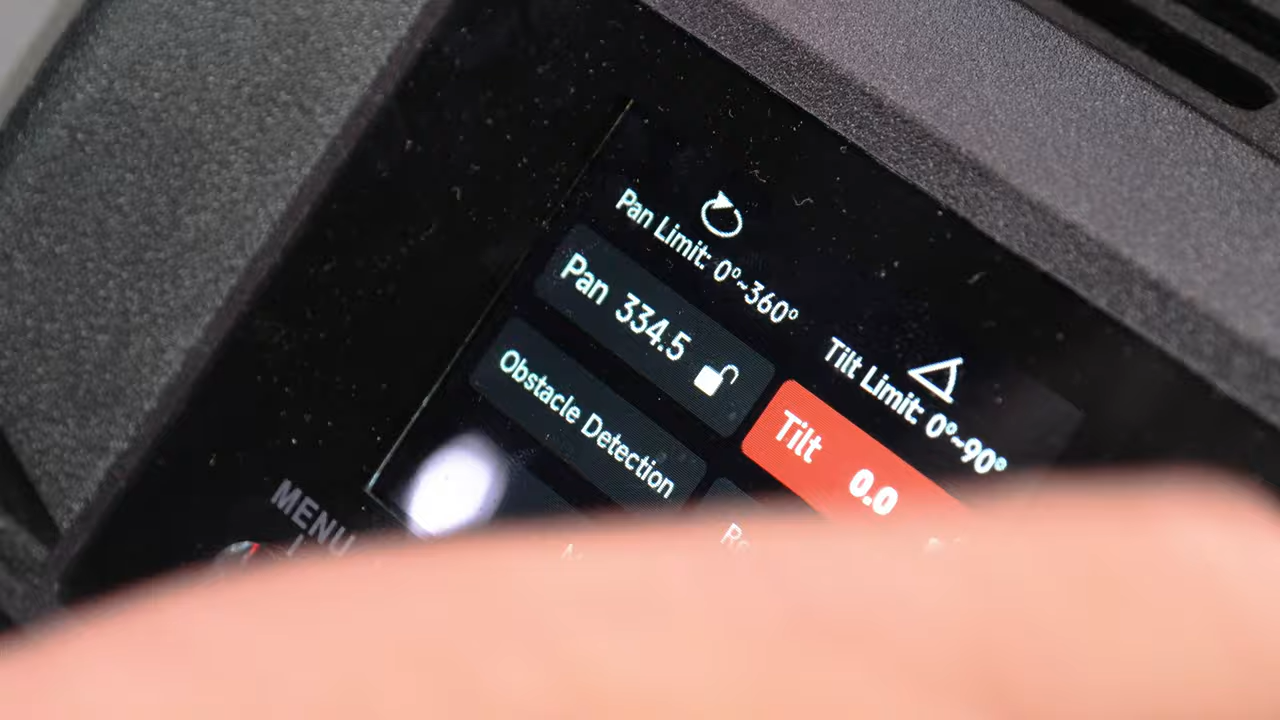 Pan Limit: 0°~360°
Pan 334.5
Tilt Limit: 0°~90°
Tilt 0.0
Obstacle Detection
MENU